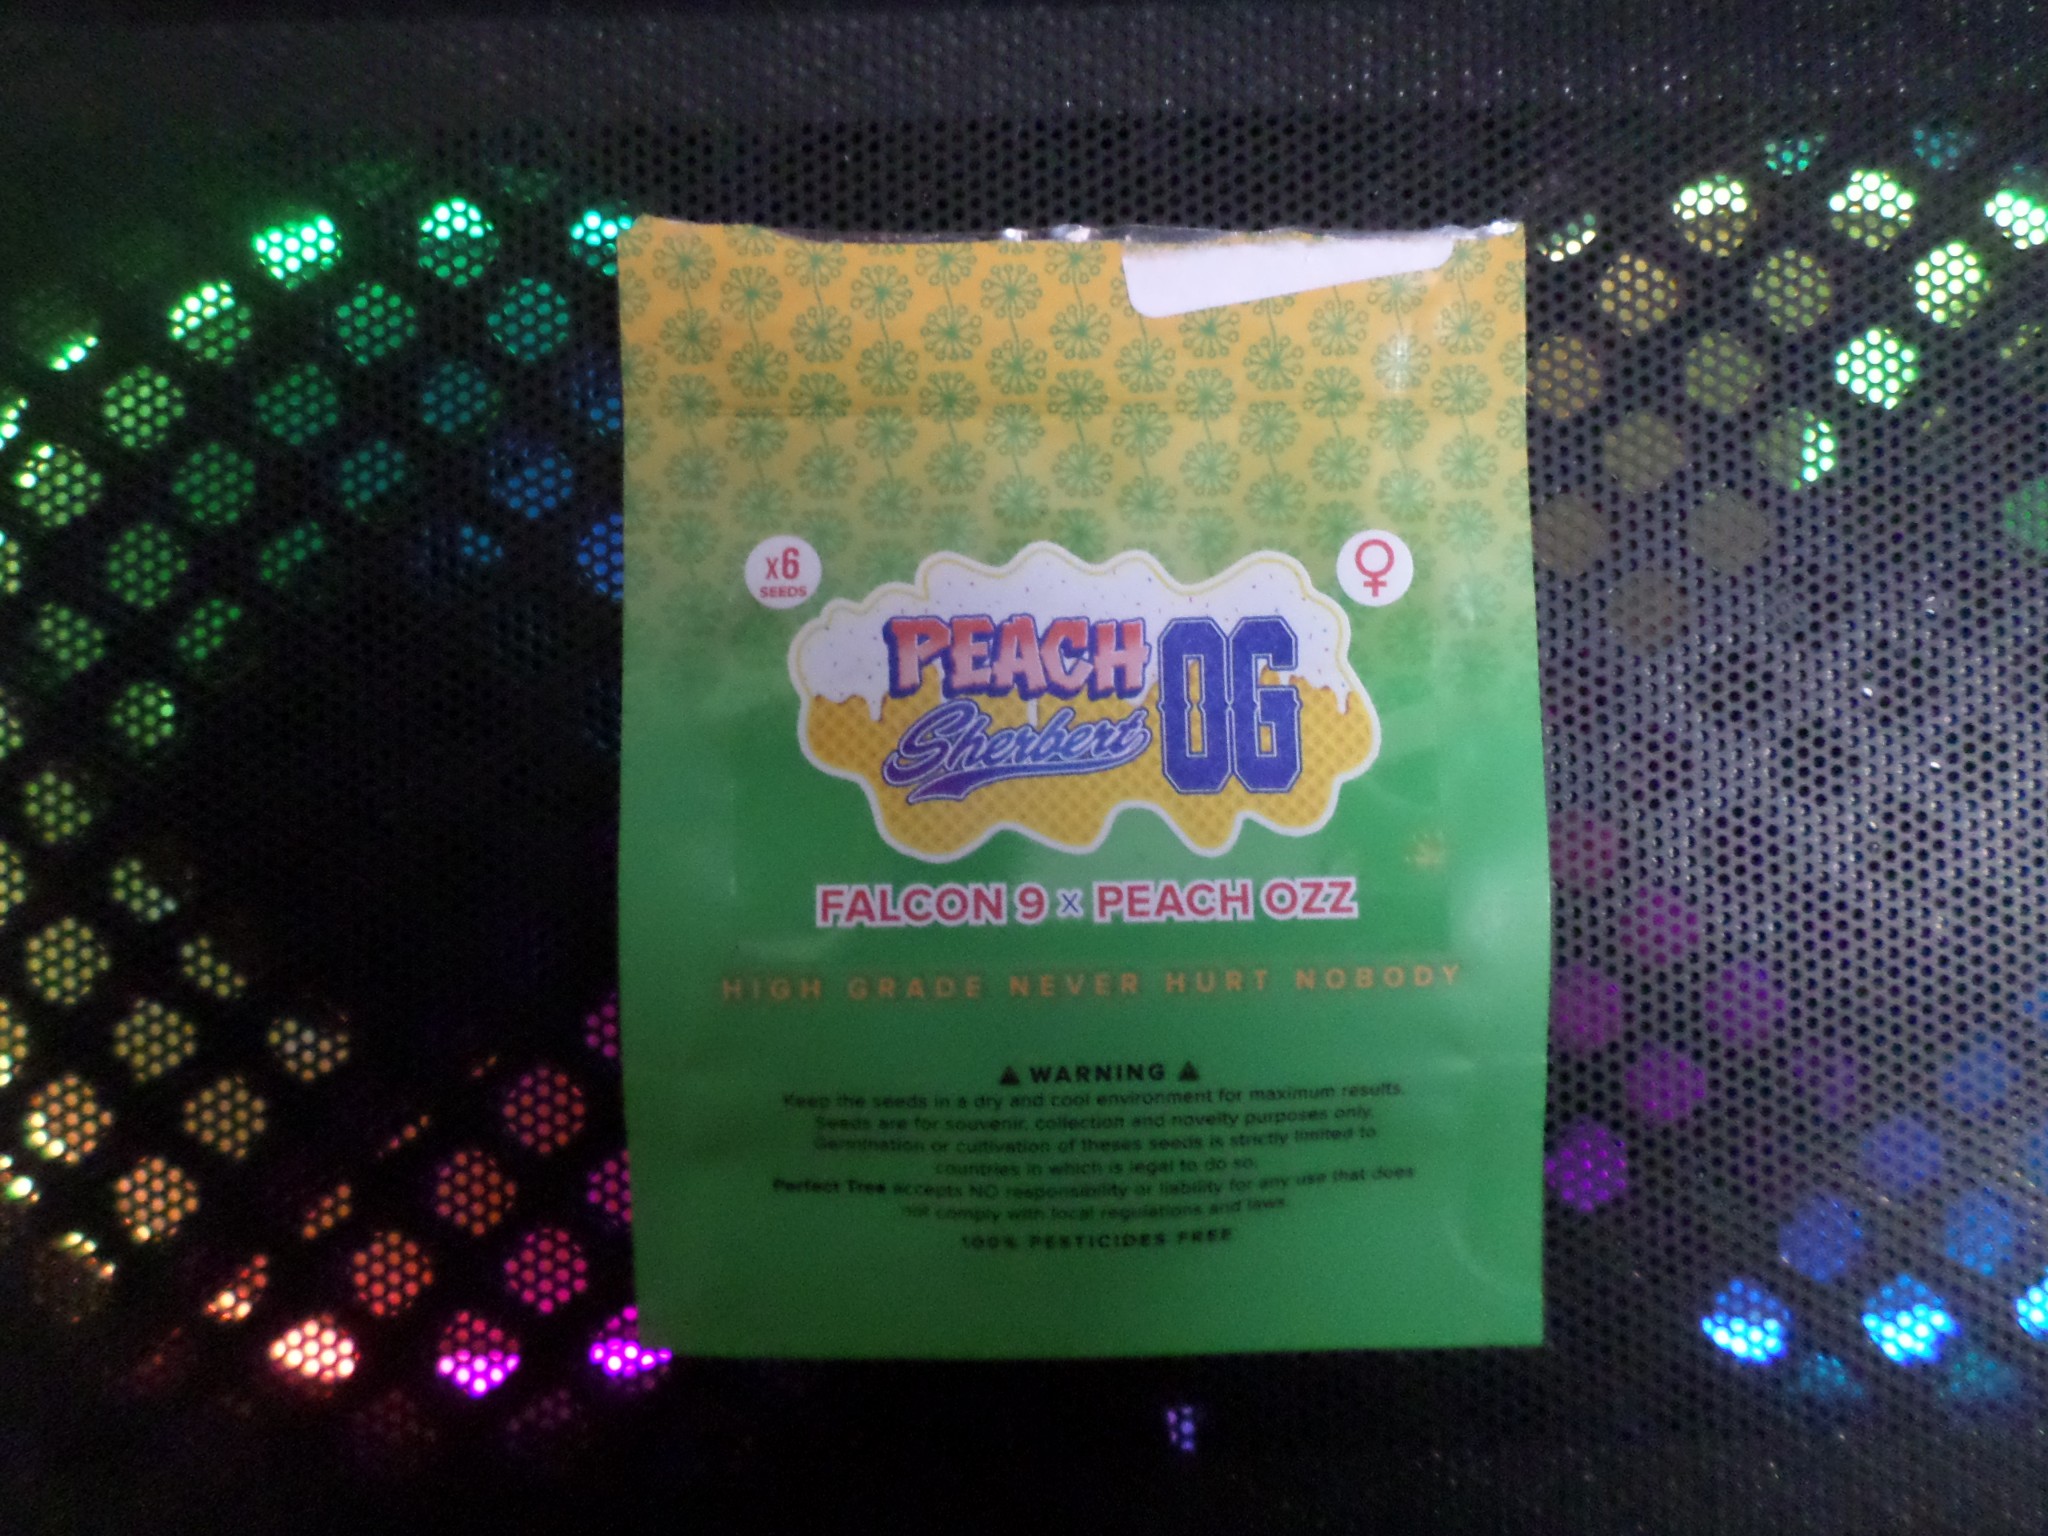 x6
SEEDS
♀
PEACH
Sherbert
OG
FALCON 9 x PEACH OZZ
HIGH GRADE NEVER HURT NOBODY
WARNING
Keep the seeds in a dry and cool environment for maximum results.
Seeds are for souvenir, collection and novelty purposes only.
Germination or cultivation of theses seeds is strictly limited to
countries in which is legal to do so.
Perfect Tree accepts NO responsibility or liability for any use that does
not comply with local regulations and laws.
100% PESTICIDES FREE